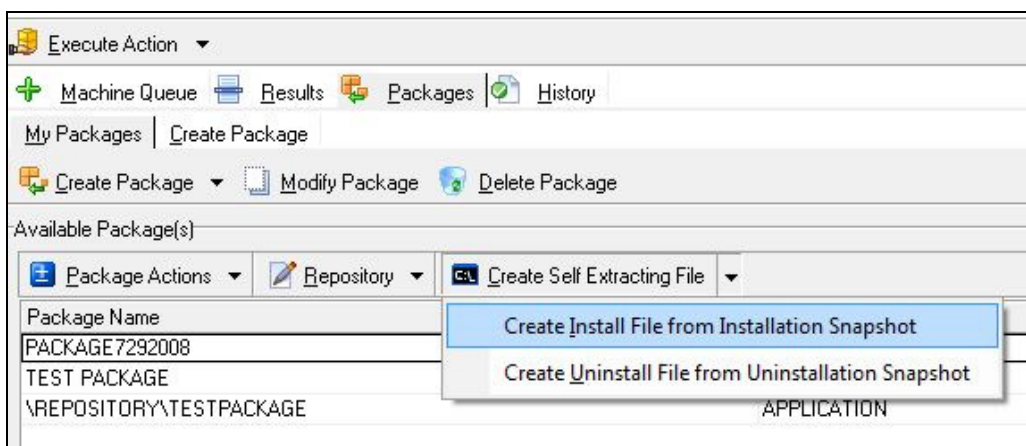 Execute Action
Machine Queue Results Packages History
My Packages Create Package
Create Package Modify Package Delete Package
Available Package(s)
Package Actions Repository C:\ Create Self Extracting File
Package Name
Create Install File from Installation Snapshot
PACKAGE7292008
TEST PACKAGE
Create Uninstall File from Uninstallation Snapshot
\REPOSITORY\TESTPACKAGE APPLICATION